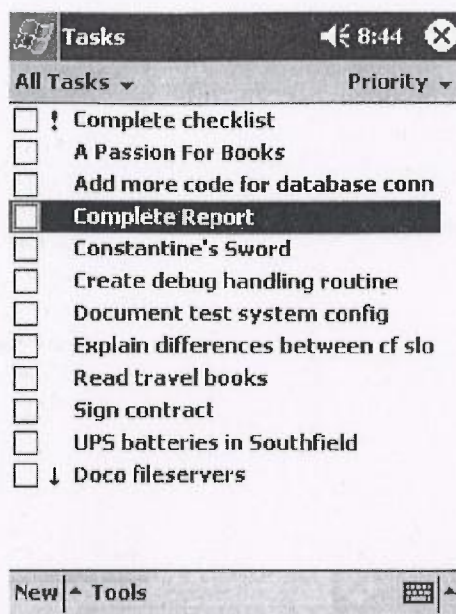 Tasks 8:44
All Tasks Priority
! Complete checklist
A Passion For Books
Add more code for database conn
Complete Report
Constantine's Sword
Create debug handling routine
Document test system config
Explain differences between cf slo
Read travel books
Sign contract
UPS batteries in Southfield
↓ Doco fileservers
New Tools